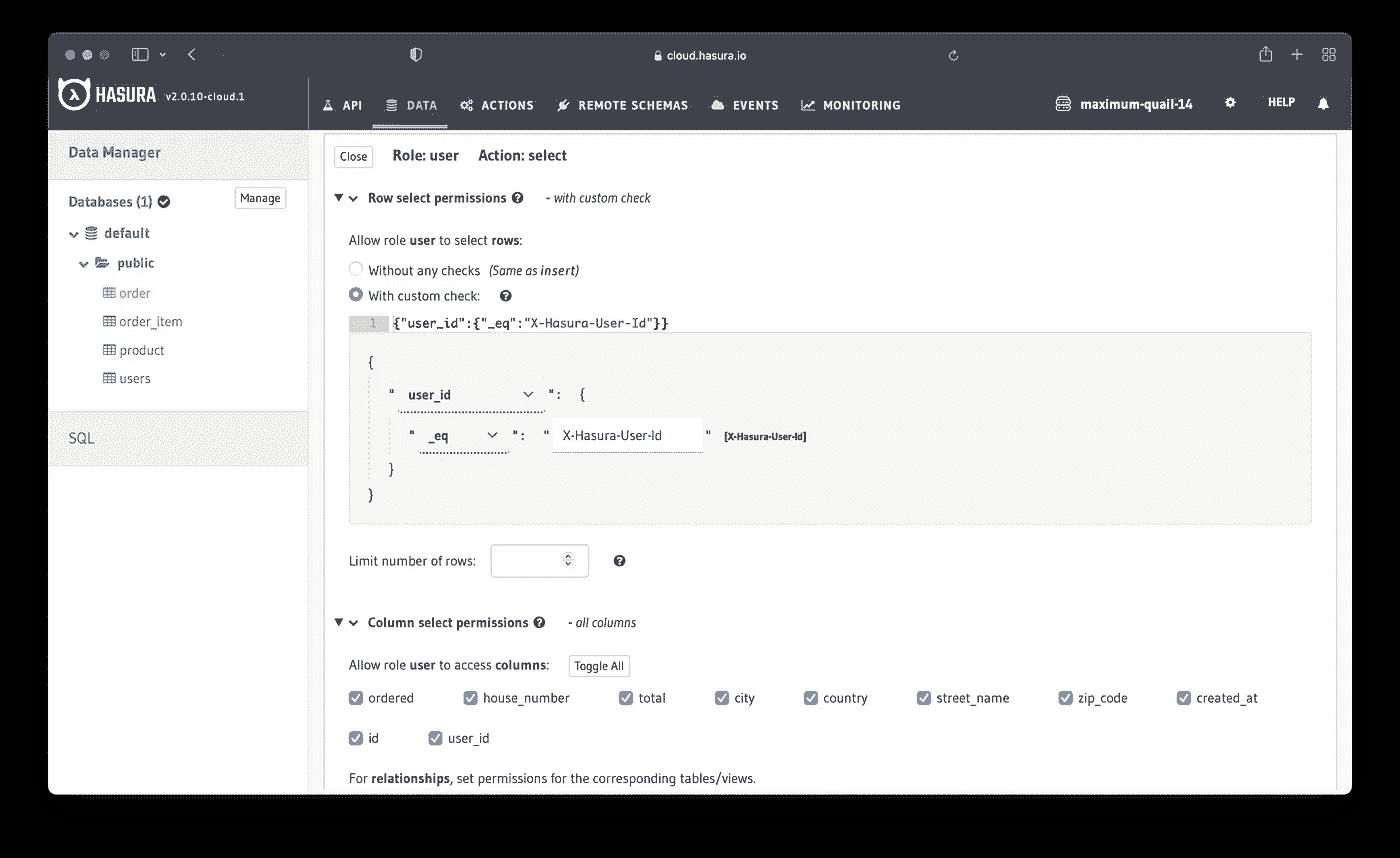 cloud.hasura.io
HASURA v2.0.10-cloud.1
API DATA ACTIONS REMOTE SCHEMAS EVENTS MONITORING maximum-quail-14 HELP
Data Manager
Databases (1) Manage
default
public
order
order_item
product
users
SQL
Close Role: user Action: select
Row select permissions ? - with custom check
Allow role user to select rows:
Without any checks (Same as insert)
With custom check: ?
1 {"user_id":{"_eq":"X-Hasura-User-Id"}}
{
" user_id ": {
" _eq ": " X-Hasura-User-Id " [X-Hasura-User-Id]
}
}
Limit number of rows: ?
Column select permissions ? - all columns
Allow role user to access columns: Toggle All
ordered house_number total city country street_name zip_code created_at
id user_id
For relationships, set permissions for the corresponding tables/views.